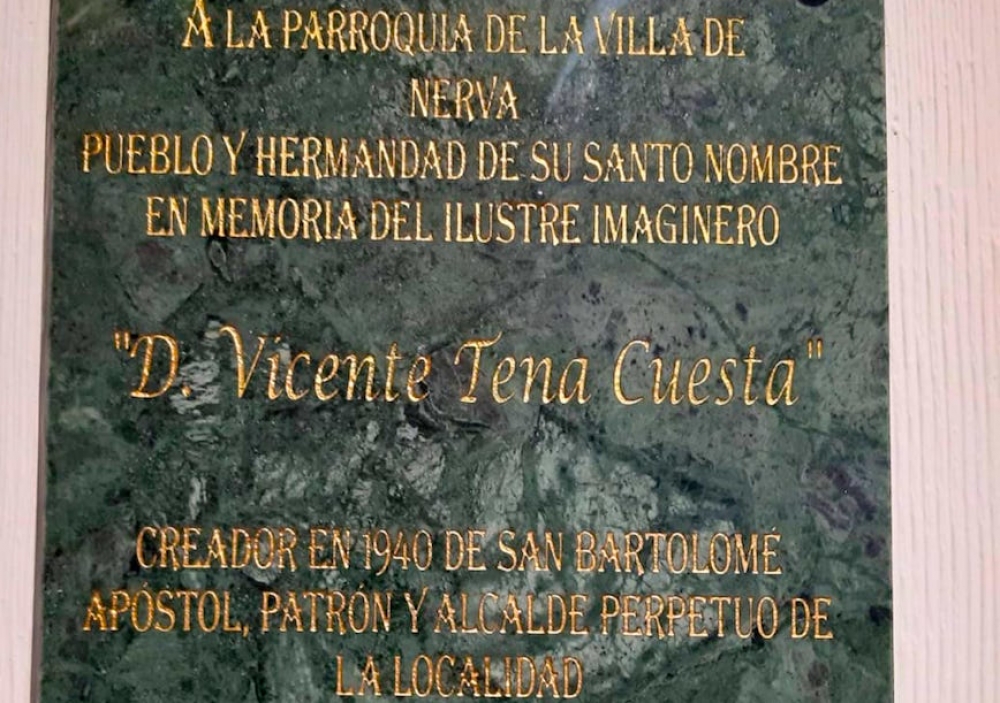 A LA PARROQUIA DE LA VILLA DE
NERVA
PUEBLO Y HERMANDAD DE SU SANTO NOMBRE
EN MEMORIA DEL ILUSTRE IMAGINERO
"D. Vicente Tena Cuesta"
CREADOR EN 1940 DE SAN BARTOLOMÉ
APÓSTOL, PATRÓN Y ALCALDE PERPETUO DE
LA LOCALIDAD